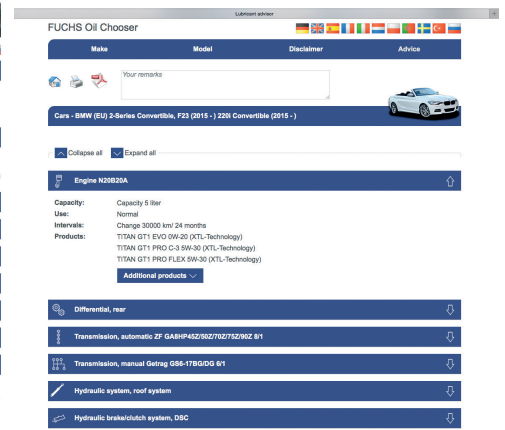 Lubricant advisor
FUCHS Oil Chooser
Make Model Disclaimer Advice
Your remarks
Cars - BMW (EU) 2-Series Convertible, F23 (2015 - ) 220i Convertible (2015 - )
Collapse all Expand all
Engine N20B20A
Capacity: Capacity 5 liter
Use: Normal
Intervals: Change 30000 km/ 24 months
Products: TITAN GT1 EVO 0W-20 (XTL-Technology)
TITAN GT1 PRO C-3 5W-30 (XTL-Technology)
TITAN GT1 PRO FLEX 5W-30 (XTL-Technology)
Additional products
Differential, rear
Transmission, automatic ZF GA8HP45Z/50Z/70Z/75Z/90Z 8/1
Transmission, manual Getrag GS6-17BG/DG 6/1
Hydraulic system, roof system
Hydraulic brake/clutch system, DSC